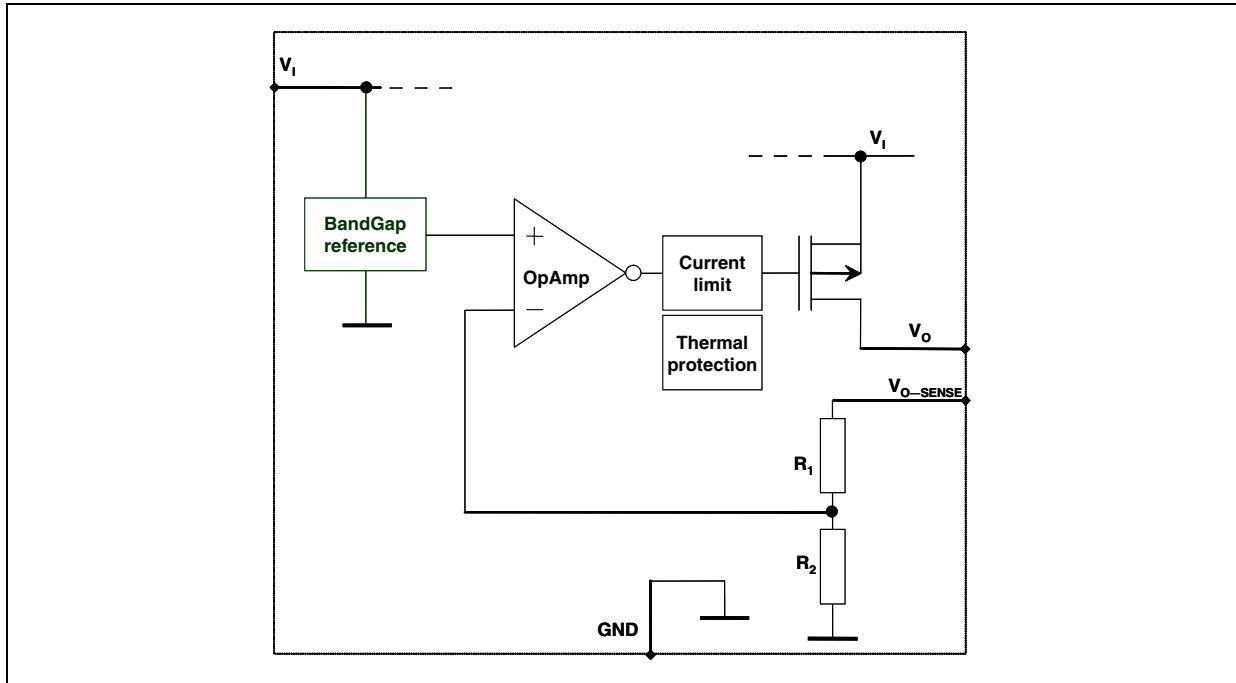 V_I
V_I
BandGap
reference
+
OpAmp
−
Current
limit
Thermal
protection
V_O
V_O—SENSE
R_1
R_2
GND